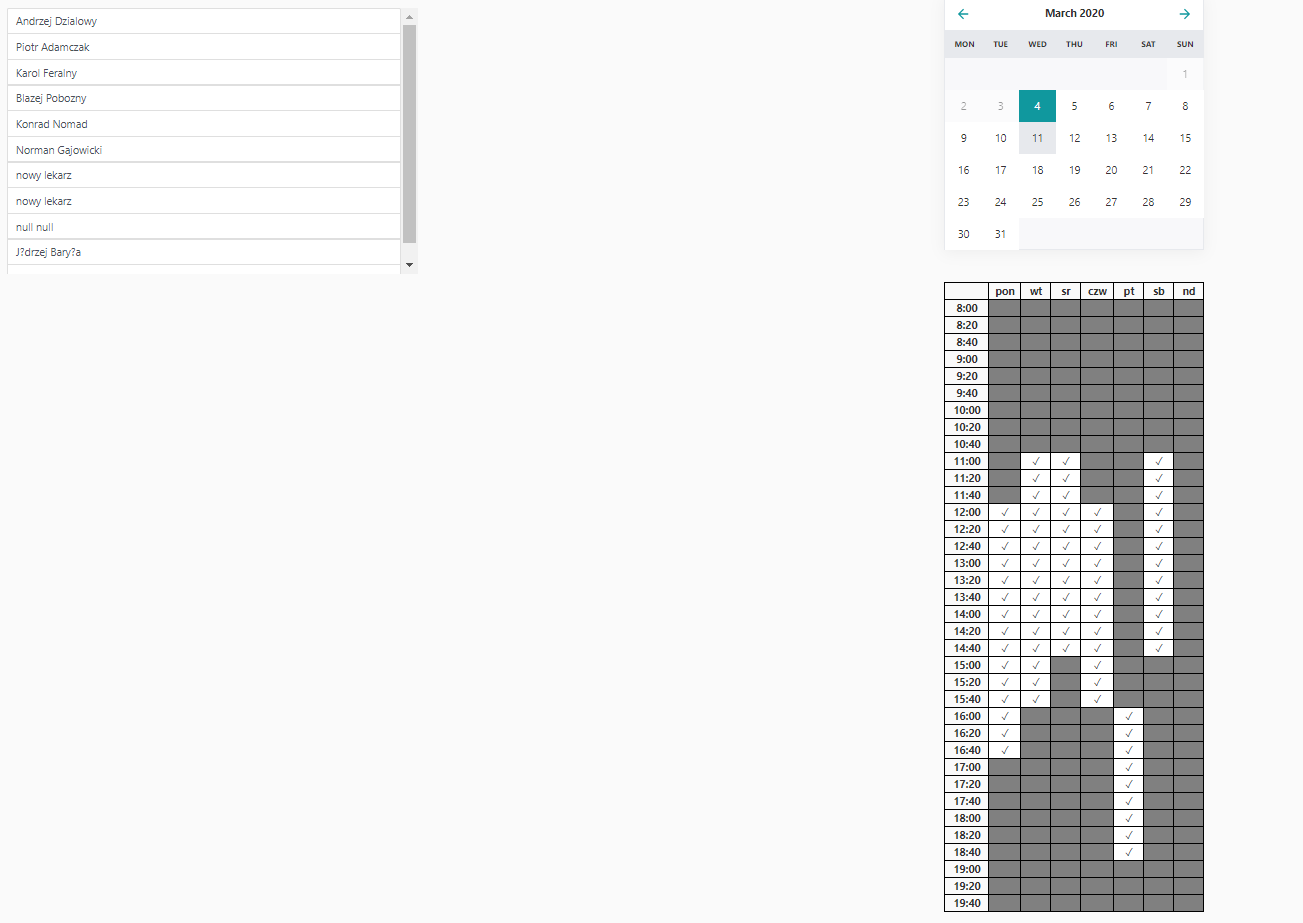 Andrzej Dzialowy
Piotr Adamczak
Karol Feralny
Blazej Pobozny
Konrad Nomad
Norman Gajowicki
nowy lekarz
nowy lekarz
null null
J?drzej Bary?a
← March 2020 →
MON TUE WED THU FRI SAT SUN
1
2 3 4 5 6 7 8
9 10 11 12 13 14 15
16 17 18 19 20 21 22
23 24 25 26 27 28 29
30 31
pon wt sr czw pt sb nd
8:00
8:20
8:40
9:00
9:20
9:40
10:00
10:20
10:40
11:00 ✓ ✓ ✓
11:20 ✓ ✓ ✓
11:40 ✓ ✓ ✓
12:00 ✓ ✓ ✓ ✓ ✓
12:20 ✓ ✓ ✓ ✓ ✓
12:40 ✓ ✓ ✓ ✓ ✓
13:00 ✓ ✓ ✓ ✓ ✓
13:20 ✓ ✓ ✓ ✓ ✓
13:40 ✓ ✓ ✓ ✓ ✓
14:00 ✓ ✓ ✓ ✓ ✓
14:20 ✓ ✓ ✓ ✓ ✓
14:40 ✓ ✓ ✓ ✓ ✓
15:00 ✓ ✓ ✓
15:20 ✓ ✓ ✓
15:40 ✓ ✓ ✓
16:00 ✓ ✓
16:20 ✓ ✓
16:40 ✓ ✓
17:00 ✓
17:20 ✓
17:40 ✓
18:00 ✓
18:20 ✓
18:40 ✓
19:00
19:20
19:40